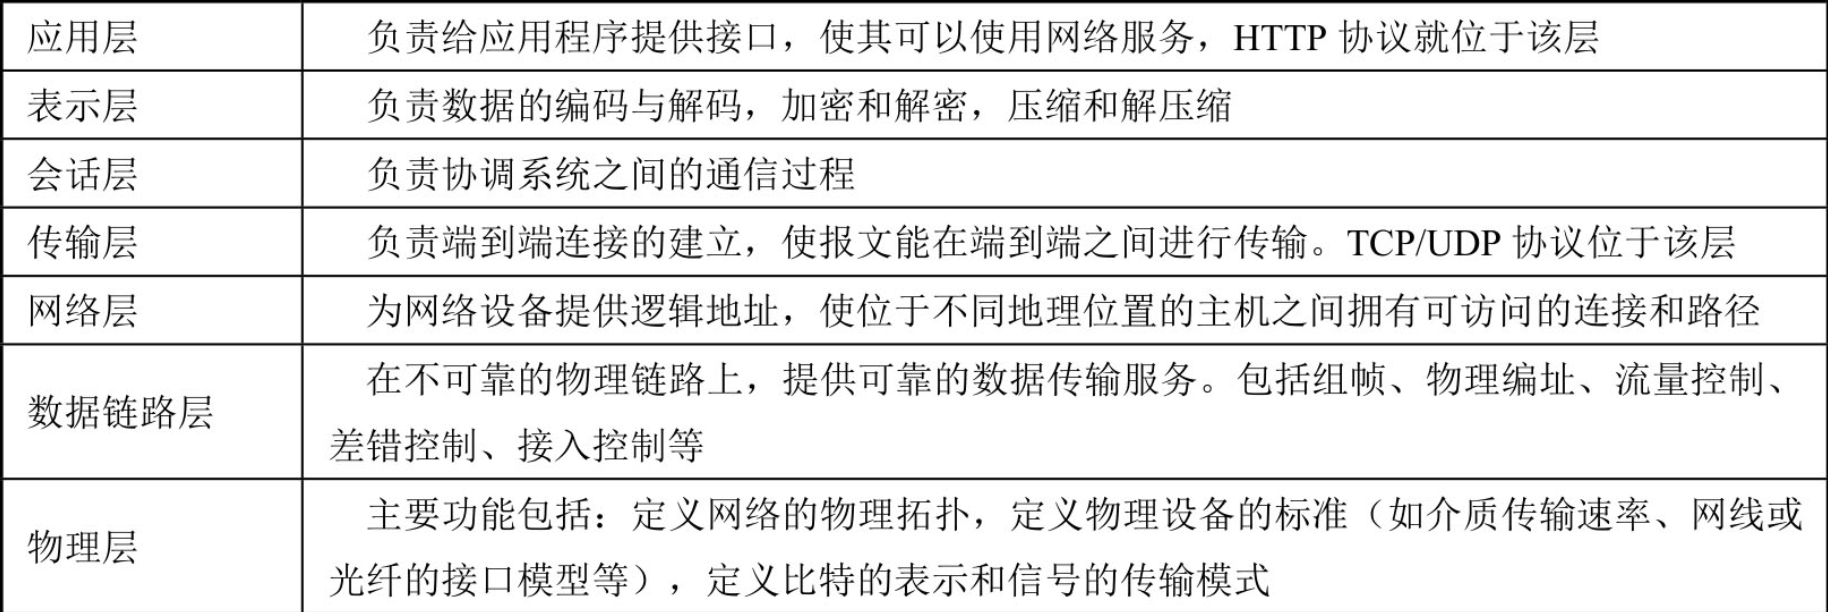 应用层
负责给应用程序提供接口，使其可以使用网络服务，HTTP 协议就位于该层
表示层
负责数据的编码与解码，加密和解密，压缩和解压缩
会话层
负责协调系统之间的通信过程
传输层
负责端到端连接的建立，使报文能在端到端之间进行传输。TCP/UDP 协议位于该层
网络层
为网络设备提供逻辑地址，使位于不同地理位置的主机之间拥有可访问的连接和路径
数据链路层
在不可靠的物理链路上，提供可靠的数据传输服务。包括组帧、物理编址、流量控制、
差错控制、接入控制等
物理层
主要功能包括：定义网络的物理拓扑，定义物理设备的标准（如介质传输速率、网线或
光纤的接口模型等），定义比特的表示和信号的传输模式